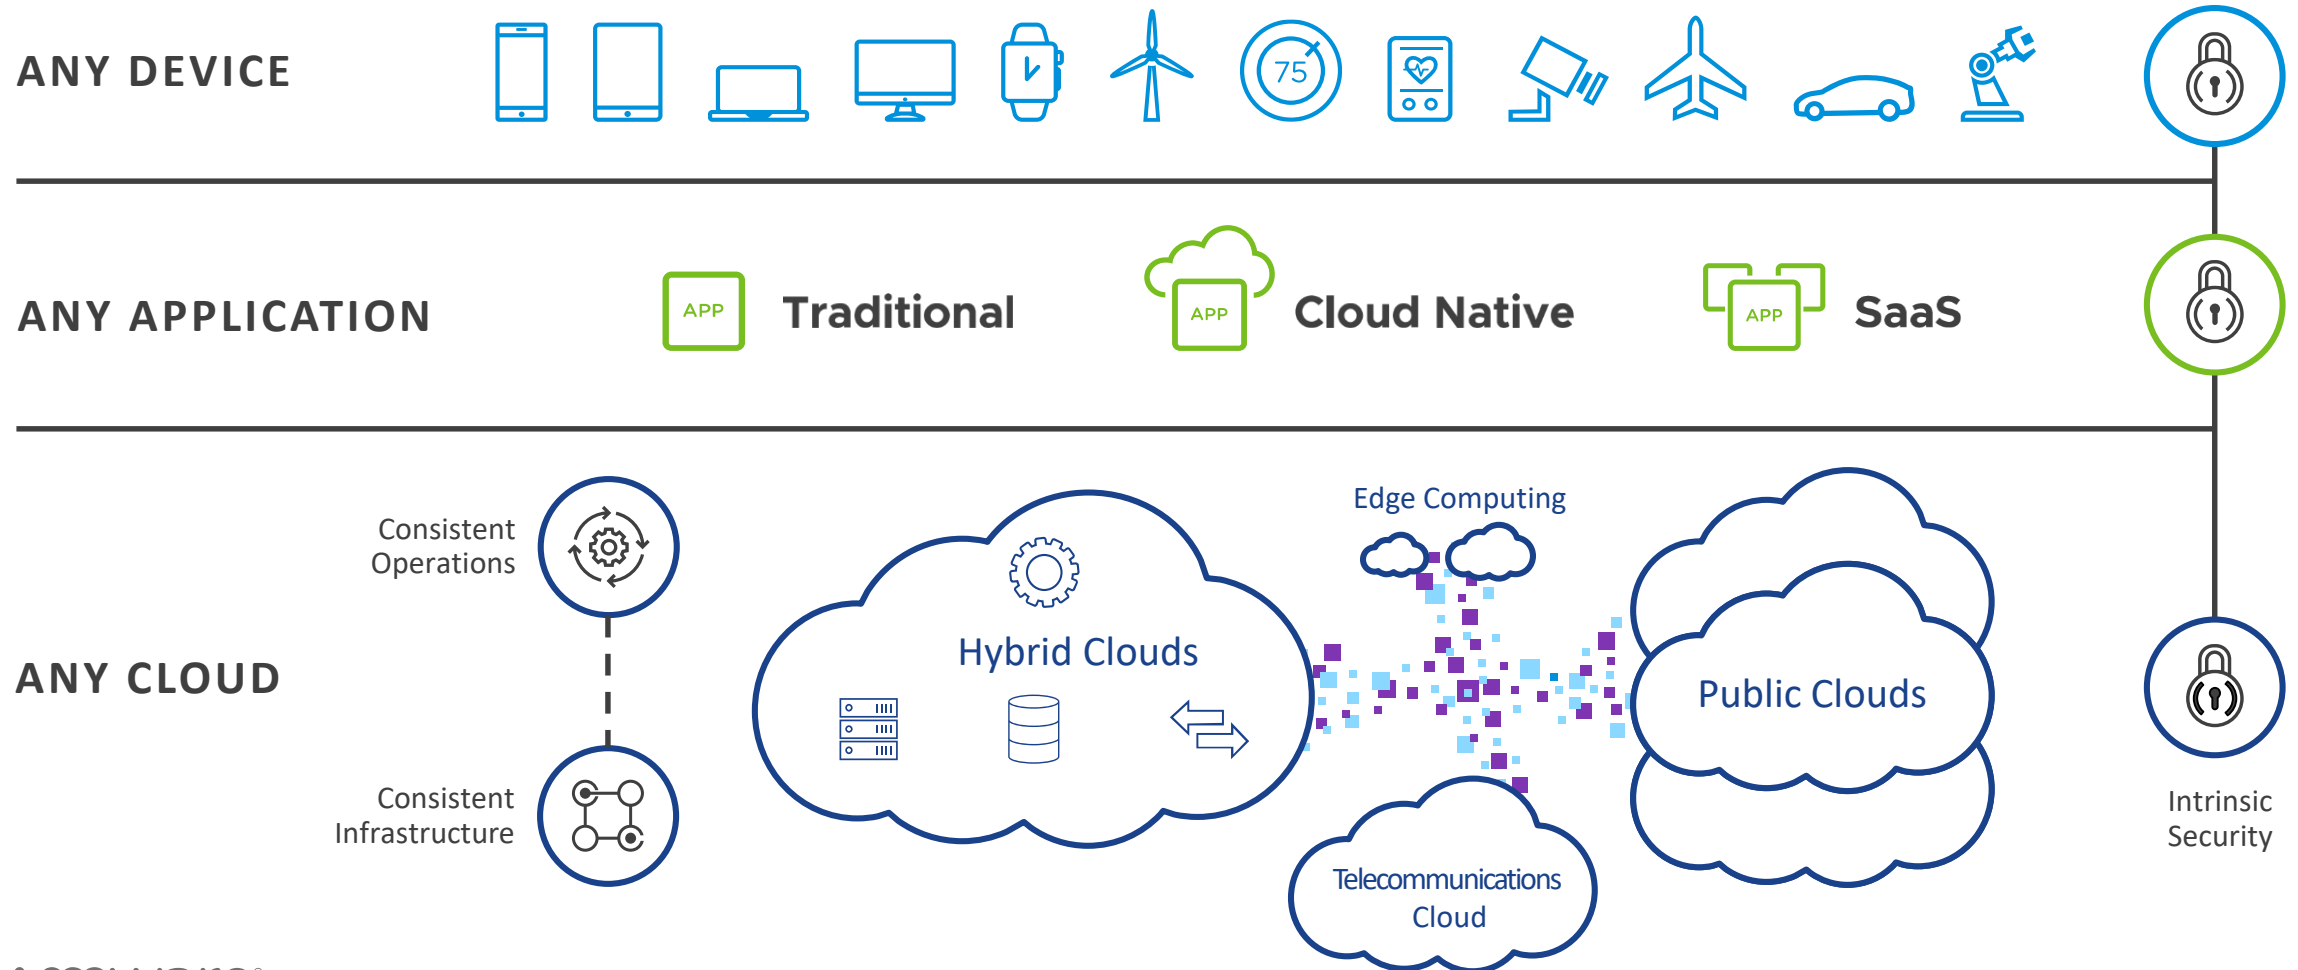 ANY DEVICE
75
ANY APPLICATION
APP
Traditional
APP
Cloud Native
APP
SaaS
Edge Computing
Consistent
Operations
Hybrid Clouds
ANY CLOUD
Public Clouds
Consistent
Infrastructure
Intrinsic
Security
Telecommunications
Cloud